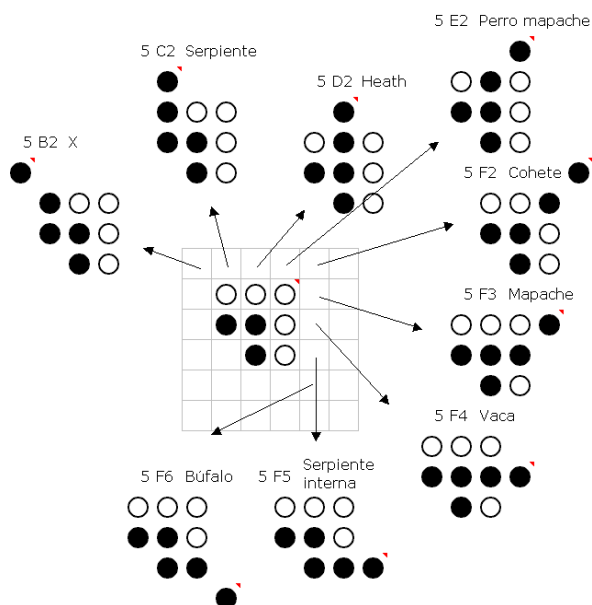 5 E2 Perro mapache
5 C2 Serpiente
5 D2 Heath
5 B2 X
5 F2 Cohete
5 F3 Mapache
5 F4 Vaca
5 F6 Búfalo
5 F5 Serpiente
interna